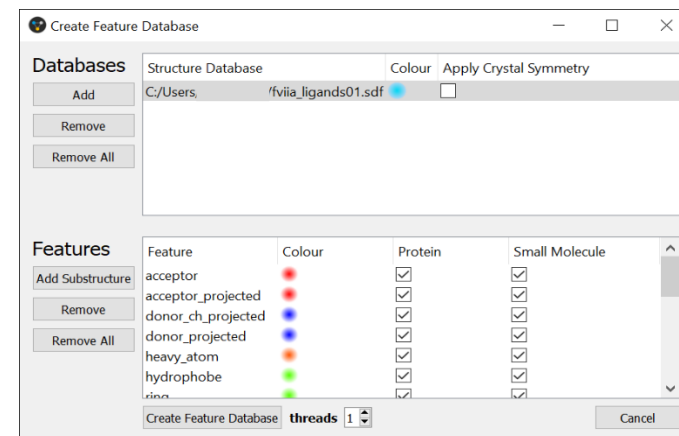 Create Feature Database
Databases
Structure Database Colour Apply Crystal Symmetry
Add
C:/Users, /fviia_ligands01.sdf
Remove
Remove All
Features
Feature Colour Protein Small Molecule
Add Substructure
acceptor
acceptor_projected
Remove
donor_ch_projected
Remove All
donor_projected
heavy_atom
hydrophobe
ring
Create Feature Database threads 1 Cancel